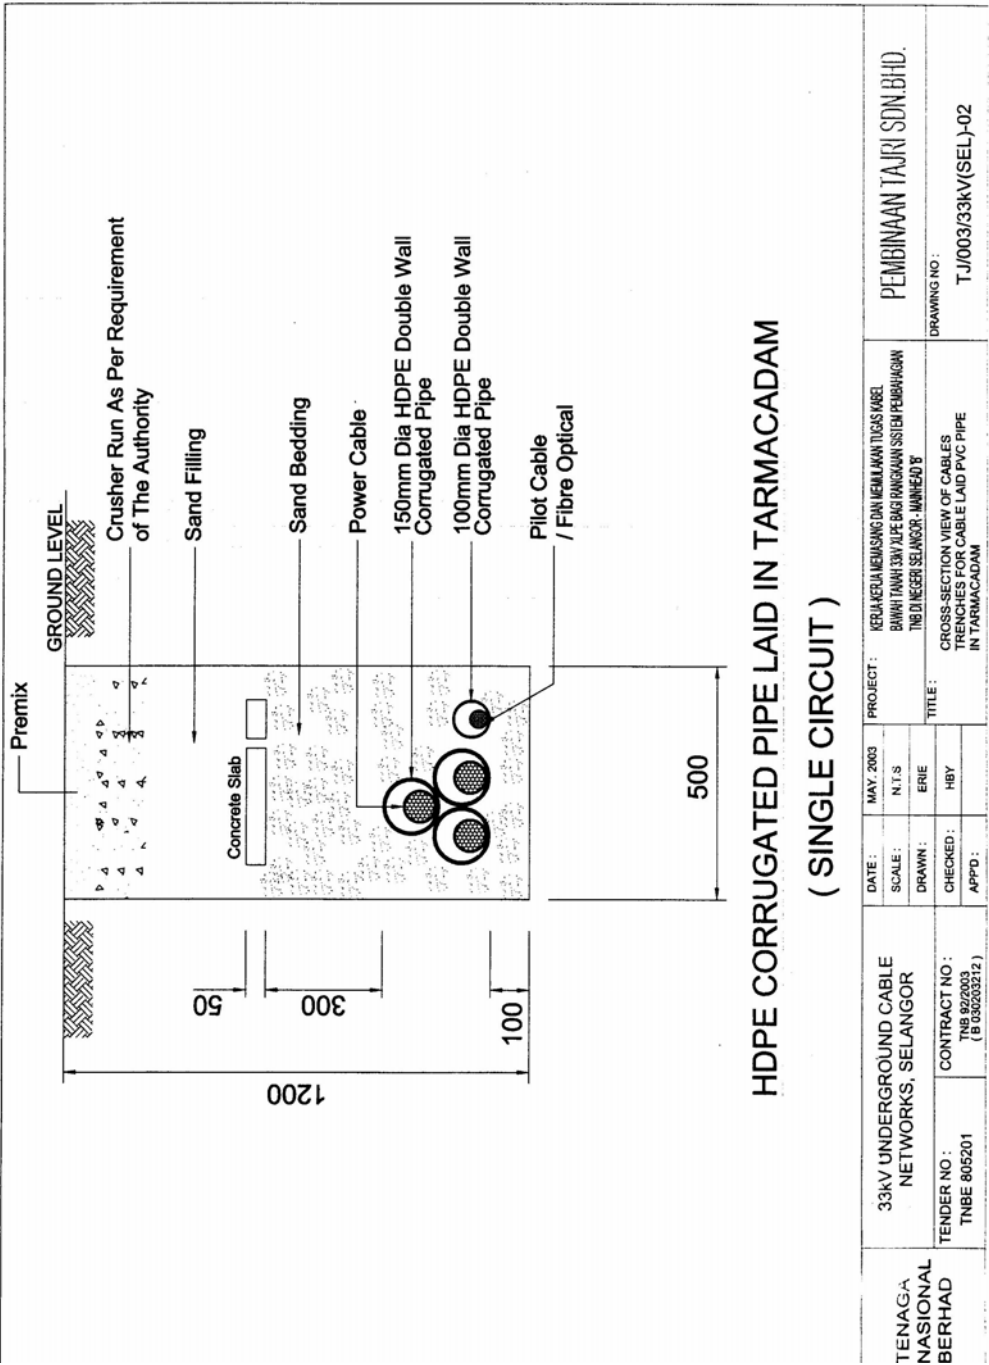 Premix
GROUND LEVEL
Crusher Run As Per Requirement
of The Authority
Sand Filling
Concrete Slab
Sand Bedding
Power Cable
150mm Dia HDPE Double Wall
Corrugated Pipe
100mm Dia HDPE Double Wall
Corrugated Pipe
Pilot Cable
/ Fibre Optical
50
300
100
1200
500
HDPE CORRUGATED PIPE LAID IN TARMACADAM
( SINGLE CIRCUIT )
TENAGA
NASIONAL
BERHAD
33kV UNDERGROUND CABLE
NETWORKS, SELANGOR
TENDER NO :
TNBE 805201
CONTRACT NO :
TNB 92/2003
( B 030203212 )
DATE : MAY. 2003
SCALE : N.T.S
DRAWN : ERIE
CHECKED : HBY
APP'D :
PROJECT :
KERJA-KERJA MEMASANG DAN MEMULAKAN TUGAS KABEL
BAWAH TANAH 33kV XLPE BAGI RANGKAIAN SISTEM PEMBAHAGIAN
TNB DI NEGERI SELANGOR - MAINHEAD 'B'
TITLE :
CROSS-SECTION VIEW OF CABLES
TRENCHES FOR CABLE LAID PVC PIPE
IN TARMACADAM
PEMBINAAN TAJRI SDN.BHD.
DRAWING NO :
TJ/003/33kV(SEL)-02